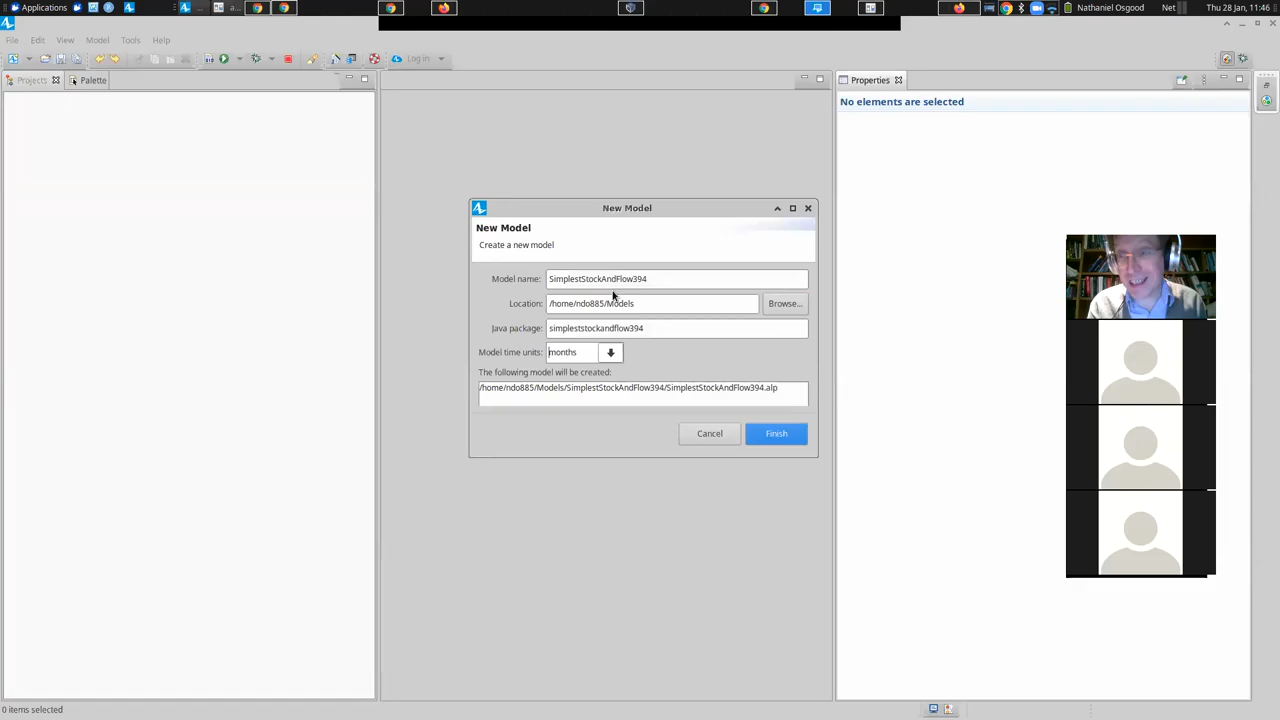 Applications
a...
Nathaniel Osgood
Net
Thu 28 Jan, 11:46
File
Edit
View
Model
Tools
Help
Log in
Projects
Palette
Properties
No elements are selected
New Model
New Model
Create a new model
Model name:
SimplestStockAndFlow394
Location:
/home/ndo885/Models
Browse...
Java package:
simpleststockandflow394
Model time units:
months
The following model will be created:
/home/ndo885/Models/SimplestStockAndFlow394/SimplestStockAndFlow394.alp
Cancel
Finish
0 items selected